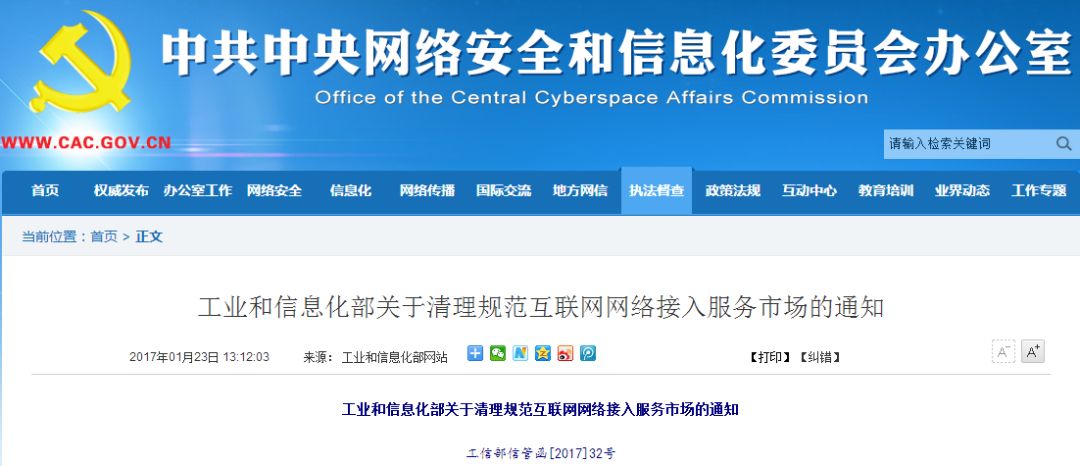 中共中央网络安全和信息化委员会办公室
Office of the Central Cyberspace Affairs Commission
WWW.CAC.GOV.CN
请输入检索关键词
首页 权威发布 办公室工作 网络安全 信息化 网络传播 国际交流 地方网信 执法督查 政策法规 互动中心 教育培训 业界动态 工作专题
当前位置：首页 > 正文
工业和信息化部关于清理规范互联网网络接入服务市场的通知
2017年01月23日 13:12:03 来源： 工业和信息化部网站 【打印】【纠错】 A- A+
工业和信息化部关于清理规范互联网网络接入服务市场的通知
工信部信管函[2017]32号